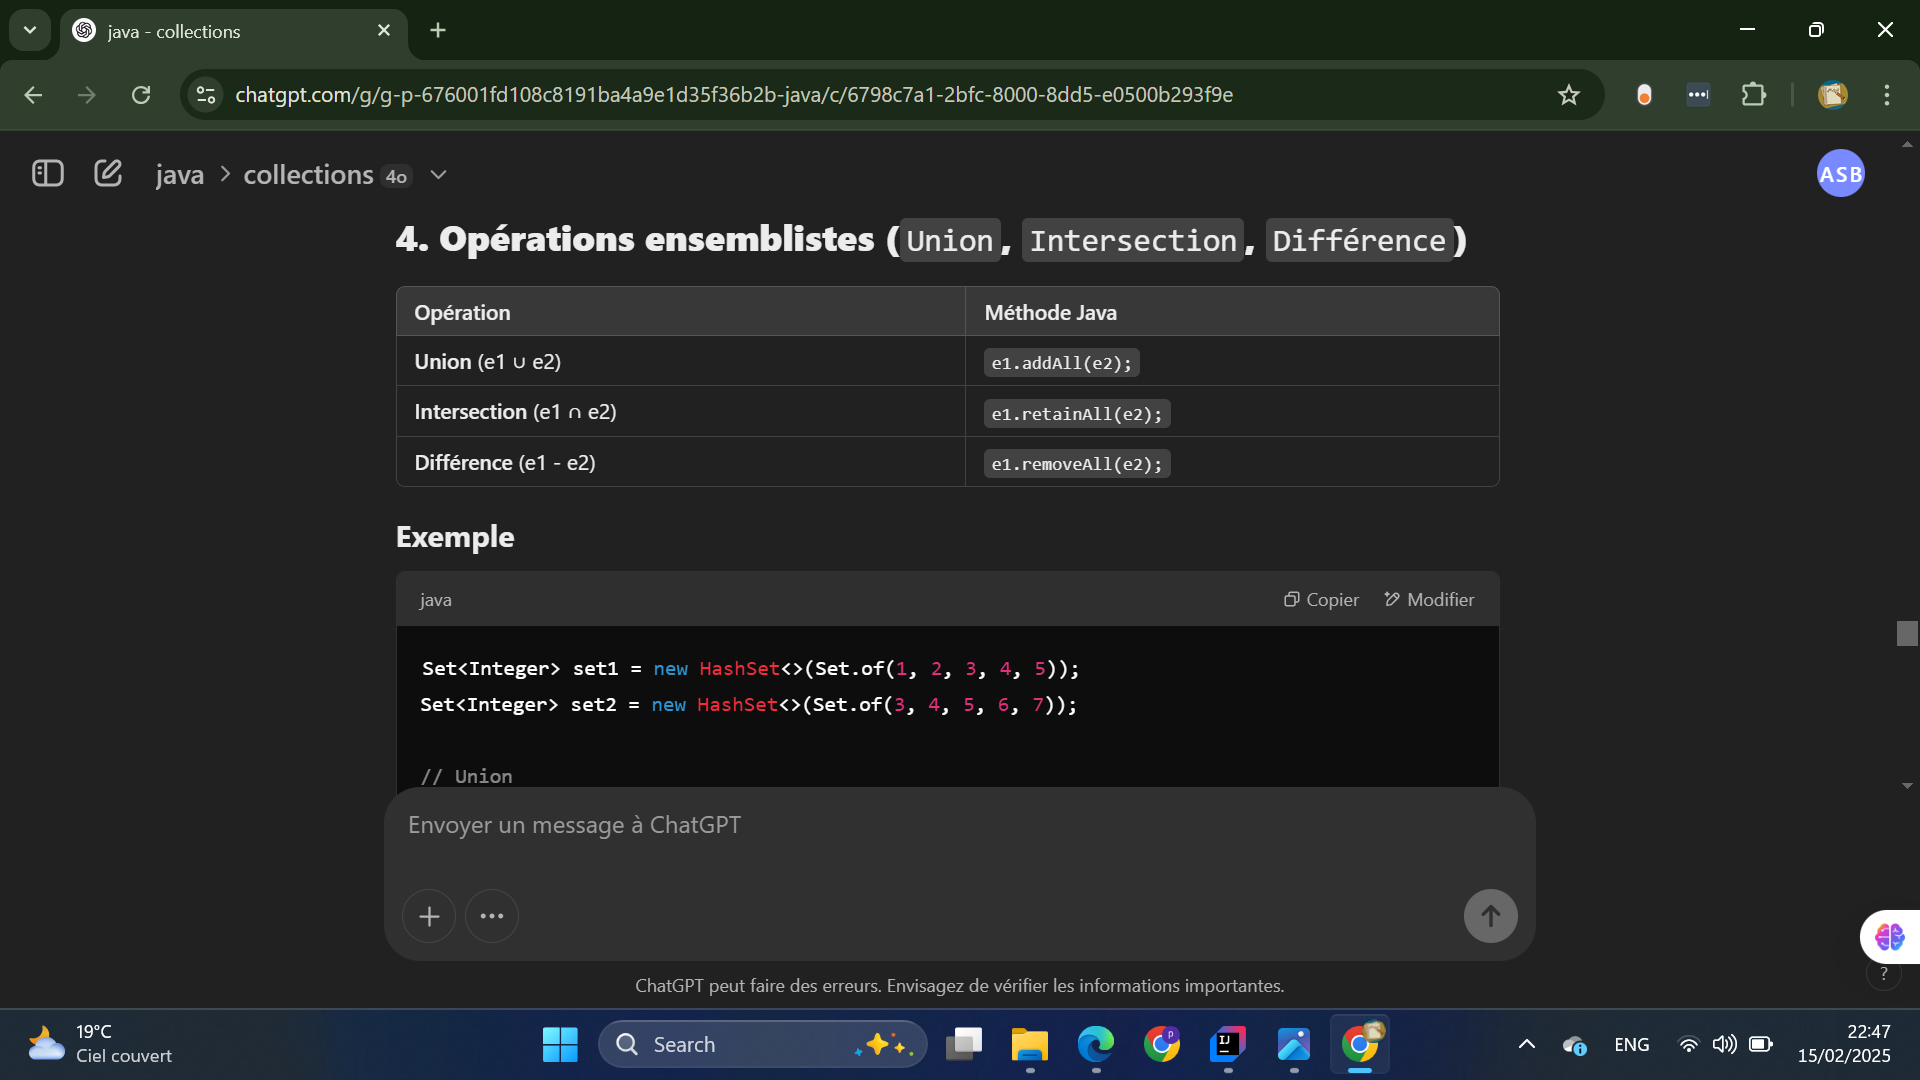 java - collections
chatgpt.com/g/g-p-676001fd108c8191ba4a9e1d35f36b2b-java/c/6798c7a1-2bfc-8000-8dd5-e0500b293f9e
java > collections 4o
ASB
4. Opérations ensemblistes (Union, Intersection, Différence)
Opération Méthode Java
Union (e1 ∪ e2) e1.addAll(e2);
Intersection (e1 ∩ e2) e1.retainAll(e2);
Différence (e1 - e2) e1.removeAll(e2);
Exemple
java Copier Modifier
Set<Integer> set1 = new HashSet<>(Set.of(1, 2, 3, 4, 5));
Set<Integer> set2 = new HashSet<>(Set.of(3, 4, 5, 6, 7));
// Union
Envoyer un message à ChatGPT
ChatGPT peut faire des erreurs. Envisagez de vérifier les informations importantes.
?
19°C
Ciel couvert
Search
P
IJ
ENG
22:47
15/02/2025